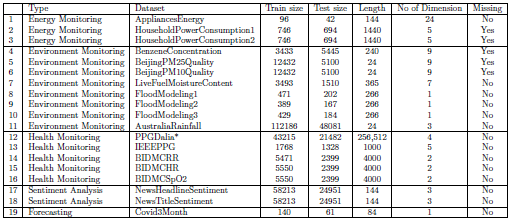 Type Dataset Train size Test size Length No of Dimension Missing
1 Energy Monitoring AppliancesEnergy 96 42 144 24 No
2 Energy Monitoring HouseholdPowerConsumption1 746 694 1440 5 Yes
3 Energy Monitoring HouseholdPowerConsumption2 746 694 1440 5 Yes
4 Environment Monitoring BenzeneConcentration 3433 5445 240 9 Yes
5 Environment Monitoring BeijingPM25Quality 12432 5100 24 9 Yes
6 Environment Monitoring BeijingPM10Quality 12432 5100 24 9 Yes
7 Environment Monitoring LiveFuelMoistureContent 3493 1510 365 7 No
8 Environment Monitoring FloodModeling1 471 202 266 1 No
9 Environment Monitoring FloodModeling2 389 167 266 1 No
10 Environment Monitoring FloodModeling3 429 184 266 1 No
11 Environment Monitoring AustraliaRainfall 112186 48081 24 3 No
12 Health Monitoring PPGDalia* 43215 21482 256,512 4 No
13 Health Monitoring IEEEPPG 1768 1328 1000 5 No
14 Health Monitoring BIDMCRR 5471 2399 4000 2 No
15 Health Monitoring BIDMCHR 5550 2399 4000 2 No
16 Health Monitoring BIDMCSpO2 5550 2399 4000 2 No
17 Sentiment Analysis NewsHeadlineSentiment 58213 24951 144 3 No
18 Sentiment Analysis NewsTitleSentiment 58213 24951 144 3 No
19 Forecasting Covid3Month 140 61 84 1 No